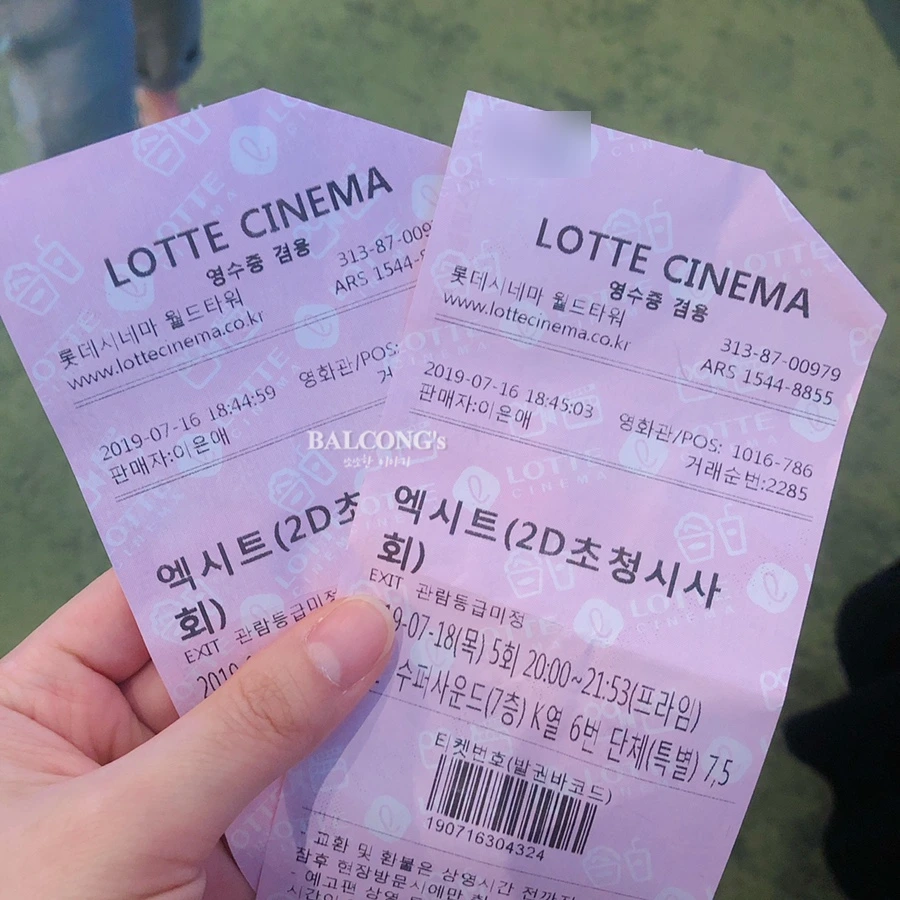 LOTTE CINEMA
영수증 겸용
313-87-009
롯데시네마 월드타워
ARS 1544-8
www.lottecinema.co.kr
2019-07-16 18:44:59 영화관/POS:
판매자:이은애 거
엑시트(2D초
회)
EXIT 관람등급미정
LOTTE CINEMA
영수증 겸용
롯데시네마 월드타워
www.lottecinema.co.kr
313-87-00979
ARS 1544-8855
2019-07-16 18:45:03 영화관/POS: 1016-786
판매자:이은애 거래순번:2285
엑시트(2D초청시사
회)
EXIT 관람등급미정
9-07-18(목) 5회 20:00~21:53(프라임)
수퍼사운드(7층) K열 6번 단체(특별) 7,5
티켓번호(발권바코드)
190716304324
- 교환 및 환불은 상영시간 전까지
- 예고편 상영
BALCONG's